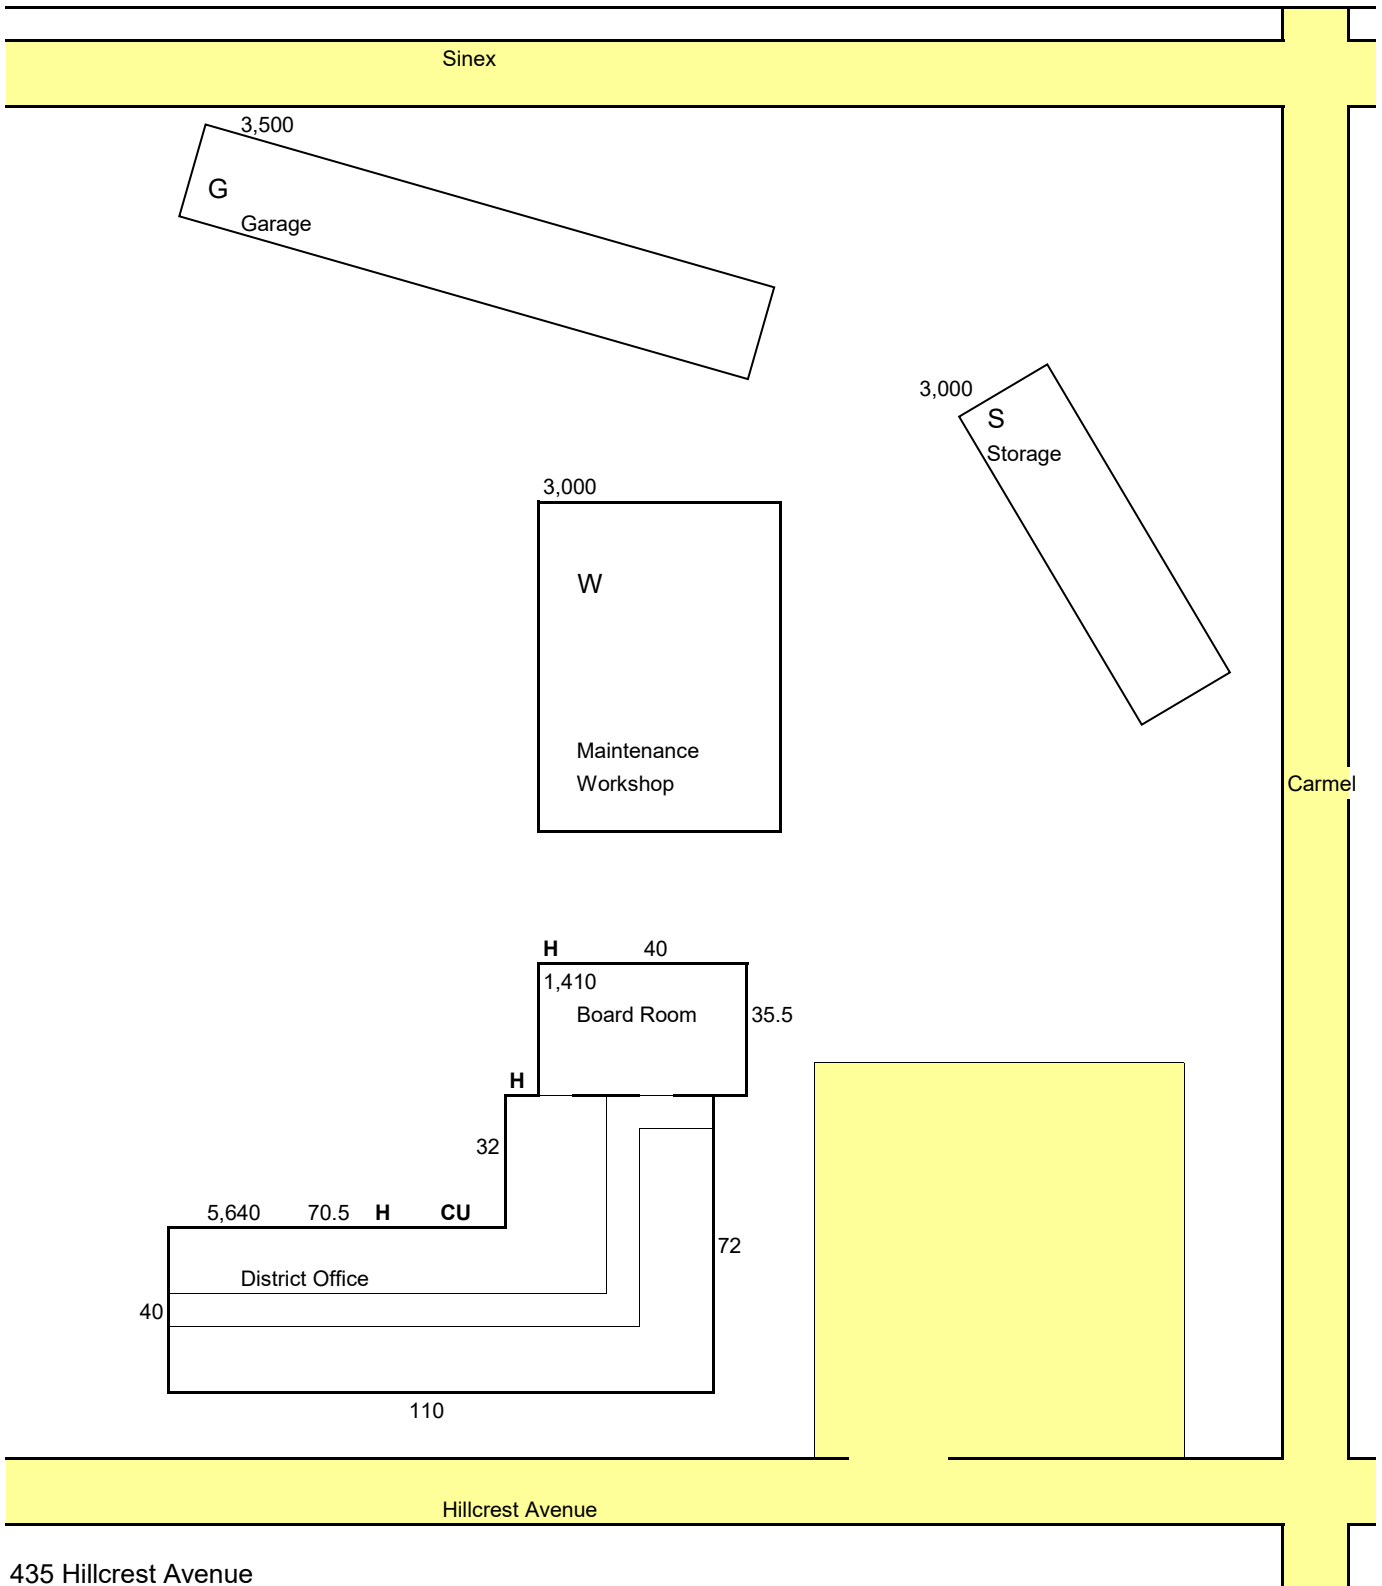 Sinex
3,500
G
Garage
3,000
S
Storage
3,000
W
Maintenance
Workshop
Carmel
H 40
1,410
Board Room
35.5
H
32
5,640 70.5 H CU
72
District Office
40
110
Hillcrest Avenue
435 Hillcrest Avenue